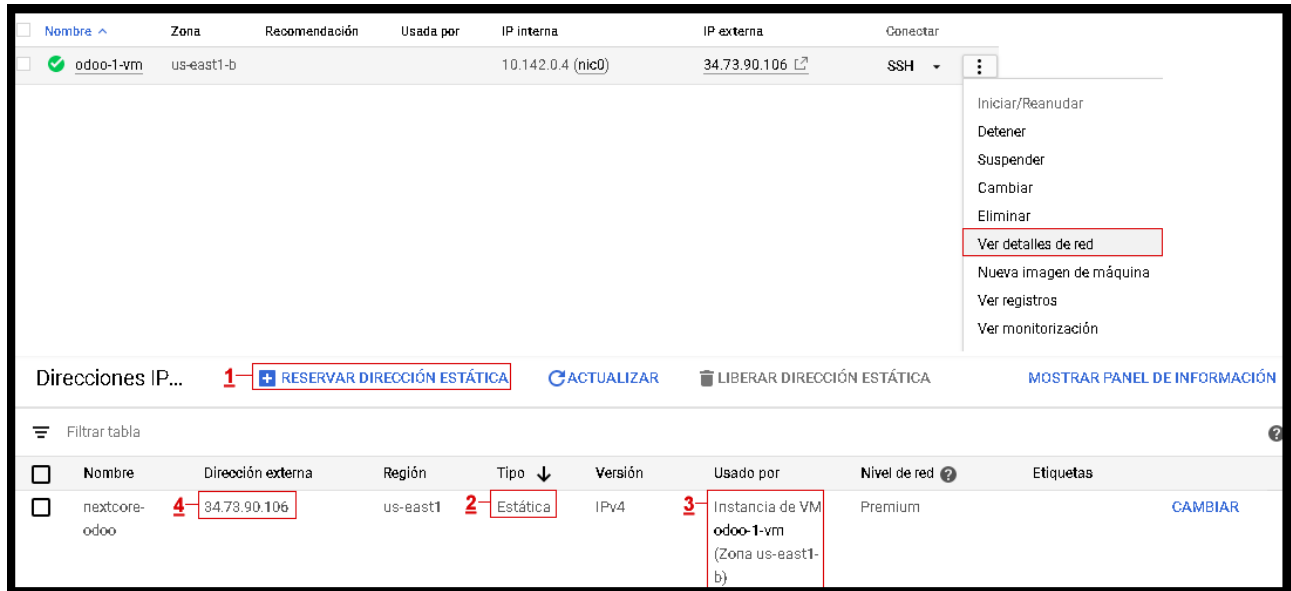 Nombre Zona Recomendación Usada por IP interna IP externa Conectar
odoo-1-vm us-east1-b 10.142.0.4 (nic0) 34.73.90.106 SSH
Iniciar/Reanudar
Detener
Suspender
Cambiar
Eliminar
Ver detalles de red
Nueva imagen de máquina
Ver registros
Ver monitorización
Direcciones IP... 1 RESERVAR DIRECCIÓN ESTÁTICA ACTUALIZAR LIBERAR DIRECCIÓN ESTÁTICA MOSTRAR PANEL DE INFORMACIÓN
Filtrar tabla
Nombre Dirección externa Región Tipo Versión Usado por Nivel de red Etiquetas
nextcore- 4 34.73.90.106 us-east1 2 Estática IPv4 3 Instancia de VM Premium CAMBIAR
odoo odoo-1-vm
(Zona us-east1-
b)